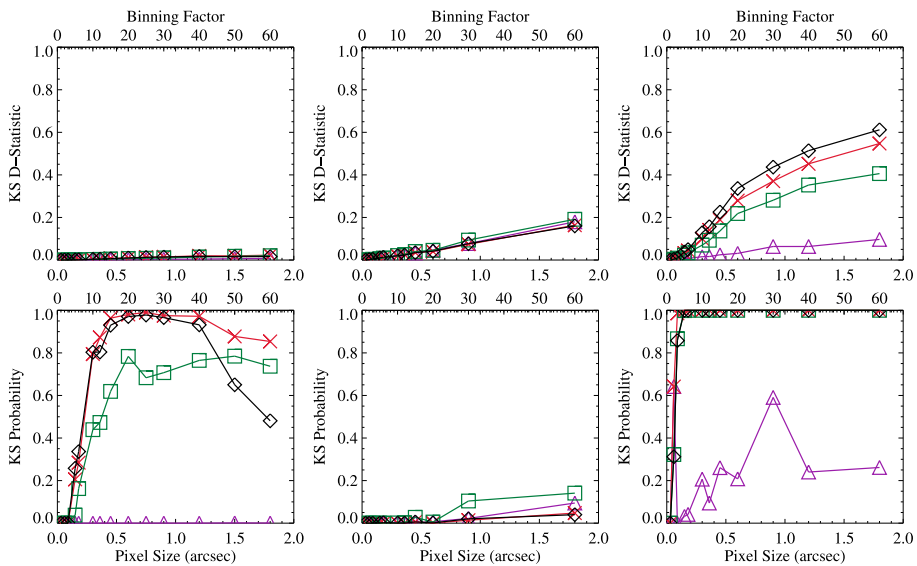 Binning Factor Binning Factor Binning Factor
0 10 20 30 40 50 60 0 10 20 30 40 50 60 0 10 20 30 40 50 60
1.0 1.0 1.0
0.8 0.8 0.8
0.6 0.6 0.6
0.4 0.4 0.4
0.2 0.2 0.2
0.0 0.0 0.0
KS D−Statistic KS D−Statistic KS D−Statistic
0.0 0.5 1.0 1.5 2.0 0.0 0.5 1.0 1.5 2.0 0.0 0.5 1.0 1.5 2.0
0 10 20 30 40 50 60 0 10 20 30 40 50 60 0 10 20 30 40 50 60
1.0 1.0 1.0
0.8 0.8 0.8
0.6 0.6 0.6
0.4 0.4 0.4
0.2 0.2 0.2
0.0 0.0 0.0
KS Probability KS Probability KS Probability
0.0 0.5 1.0 1.5 2.0 0.0 0.5 1.0 1.5 2.0 0.0 0.5 1.0 1.5 2.0
Pixel Size (arcsec) Pixel Size (arcsec) Pixel Size (arcsec)